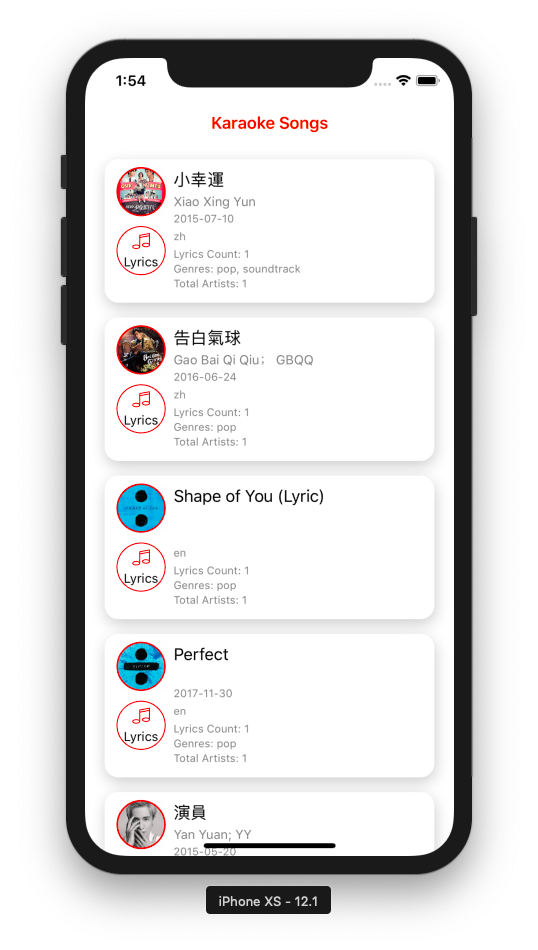 1:54
Karaoke Songs
小幸運
Xiao Xing Yun
2015-07-10
zh
Lyrics
Lyrics Count: 1
Genres: pop, soundtrack
Total Artists: 1
告白氣球
Gao Bai Qi Qiu； GBQQ
2016-06-24
zh
Lyrics
Lyrics Count: 1
Genres: pop
Total Artists: 1
Shape of You (Lyric)
en
Lyrics
Lyrics Count: 1
Genres: pop
Total Artists: 1
Perfect
2017-11-30
en
Lyrics
Lyrics Count: 1
Genres: pop
Total Artists: 1
演員
Yan Yuan; YY
2015-05-20
iPhone XS - 12.1